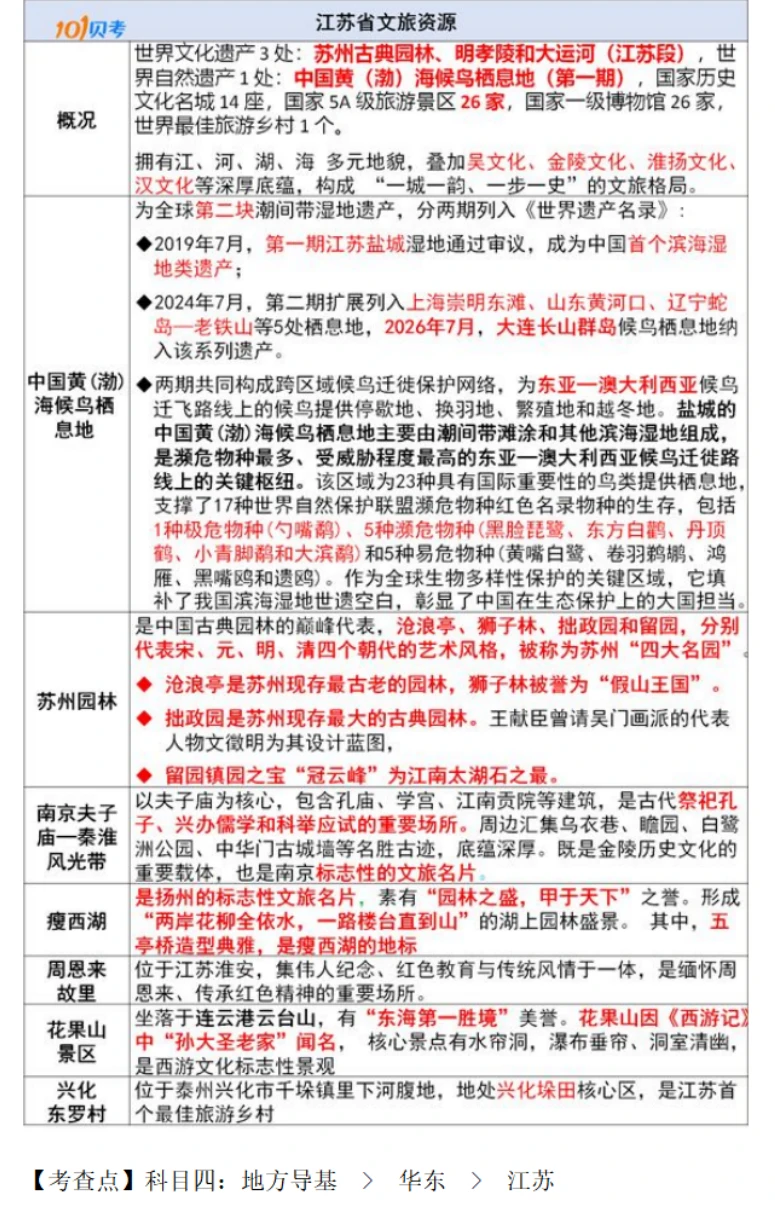 101贝考
江苏省文旅资源
概况
世界文化遗产 3 处：苏州古典园林、明孝陵和大运河（江苏段），世
界自然遗产 1 处：中国黄（渤）海候鸟栖息地（第一期），国家历史
文化名城 14 座，国家 5A 级旅游景区 26 家，国家一级博物馆 26 家，
世界最佳旅游乡村 1 个。
拥有江、河、湖、海 多元地貌，叠加吴文化、金陵文化、淮扬文化、
汉文化等深厚底蕴，构成 “一城一韵、一步一史”的文旅格局。
中国黄(渤)
海候鸟栖
息地
为全球第二块潮间带湿地遗产，分两期列入《世界遗产名录》：
◆2019年7月，第一期江苏盐城湿地通过审议，成为中国首个滨海湿
地类遗产；
◆2024年7月，第二期扩展列入上海崇明东滩、山东黄河口、辽宁蛇
岛—老铁山等5处栖息地，2026年7月，大连长山群岛候鸟栖息地纳
入该系列遗产。
◆两期共同构成跨区域候鸟迁徙保护网络，为东亚—澳大利西亚候鸟
迁飞路线上的候鸟提供停歇地、换羽地、繁殖地和越冬地。盐城的
中国黄(渤)海候鸟栖息地主要由潮间带滩涂和其他滨海湿地组成，
是濒危物种最多、受威胁程度最高的东亚—澳大利西亚候鸟迁徙路
线上的关键枢纽。该区域为23种具有国际重要性的鸟类提供栖息地，
支撑了17种世界自然保护联盟濒危物种红色名录物种的生存，包括
1种极危物种(勺嘴鹬)、5种濒危物种(黑脸琵鹭、东方白鹳、丹顶
鹤、小青脚鹬和大滨鹬)和5种易危物种(黄嘴白鹭、卷羽鹈鹕、鸿
雁、黑嘴鸥和遗鸥)。作为全球生物多样性保护的关键区域，它填
补了我国滨海湿地世遗空白，彰显了中国在生态保护上的大国担当。
苏州园林
是中国古典园林的巅峰代表，沧浪亭、狮子林、拙政园和留园，分别
代表宋、元、明、清四个朝代的艺术风格，被称为苏州“四大名园”。
◆ 沧浪亭是苏州现存最古老的园林，狮子林被誉为“假山王国”。
◆ 拙政园是苏州现存最大的古典园林。王献臣曾请吴门画派的代表
人物文徵明为其设计蓝图，
◆ 留园镇园之宝“冠云峰”为江南太湖石之最。
南京夫子
庙—秦淮
风光带
以夫子庙为核心，包含孔庙、学宫、江南贡院等建筑，是古代祭祀孔
子、兴办儒学和科举应试的重要场所。周边汇集乌衣巷、瞻园、白鹭
洲公园、中华门古城墙等名胜古迹，底蕴深厚。既是金陵历史文化的
重要载体，也是南京标志性的文旅名片。
瘦西湖
是扬州的标志性文旅名片，素有“园林之盛，甲于天下”之誉。形成
“两岸花柳全依水，一路楼台直到山”的湖上园林盛景。 其中，五
亭桥造型典雅，是瘦西湖的地标
周恩来
故里
位于江苏淮安，集伟人纪念、红色教育与传统风情于一体，是缅怀周
恩来、传承红色精神的重要场所。
花果山
景区
坐落于连云港云台山，有“东海第一胜境”美誉。花果山因《西游记》
中“孙大圣老家”闻名， 核心景点有水帘洞，瀑布垂帘、洞室清幽，
是西游文化标志性景观
兴化
东罗村
位于泰州兴化市千垛镇里下河腹地，地处兴化垛田核心区，是江苏首
个最佳旅游乡村
【考查点】科目四：地方导基 > 华东 > 江苏